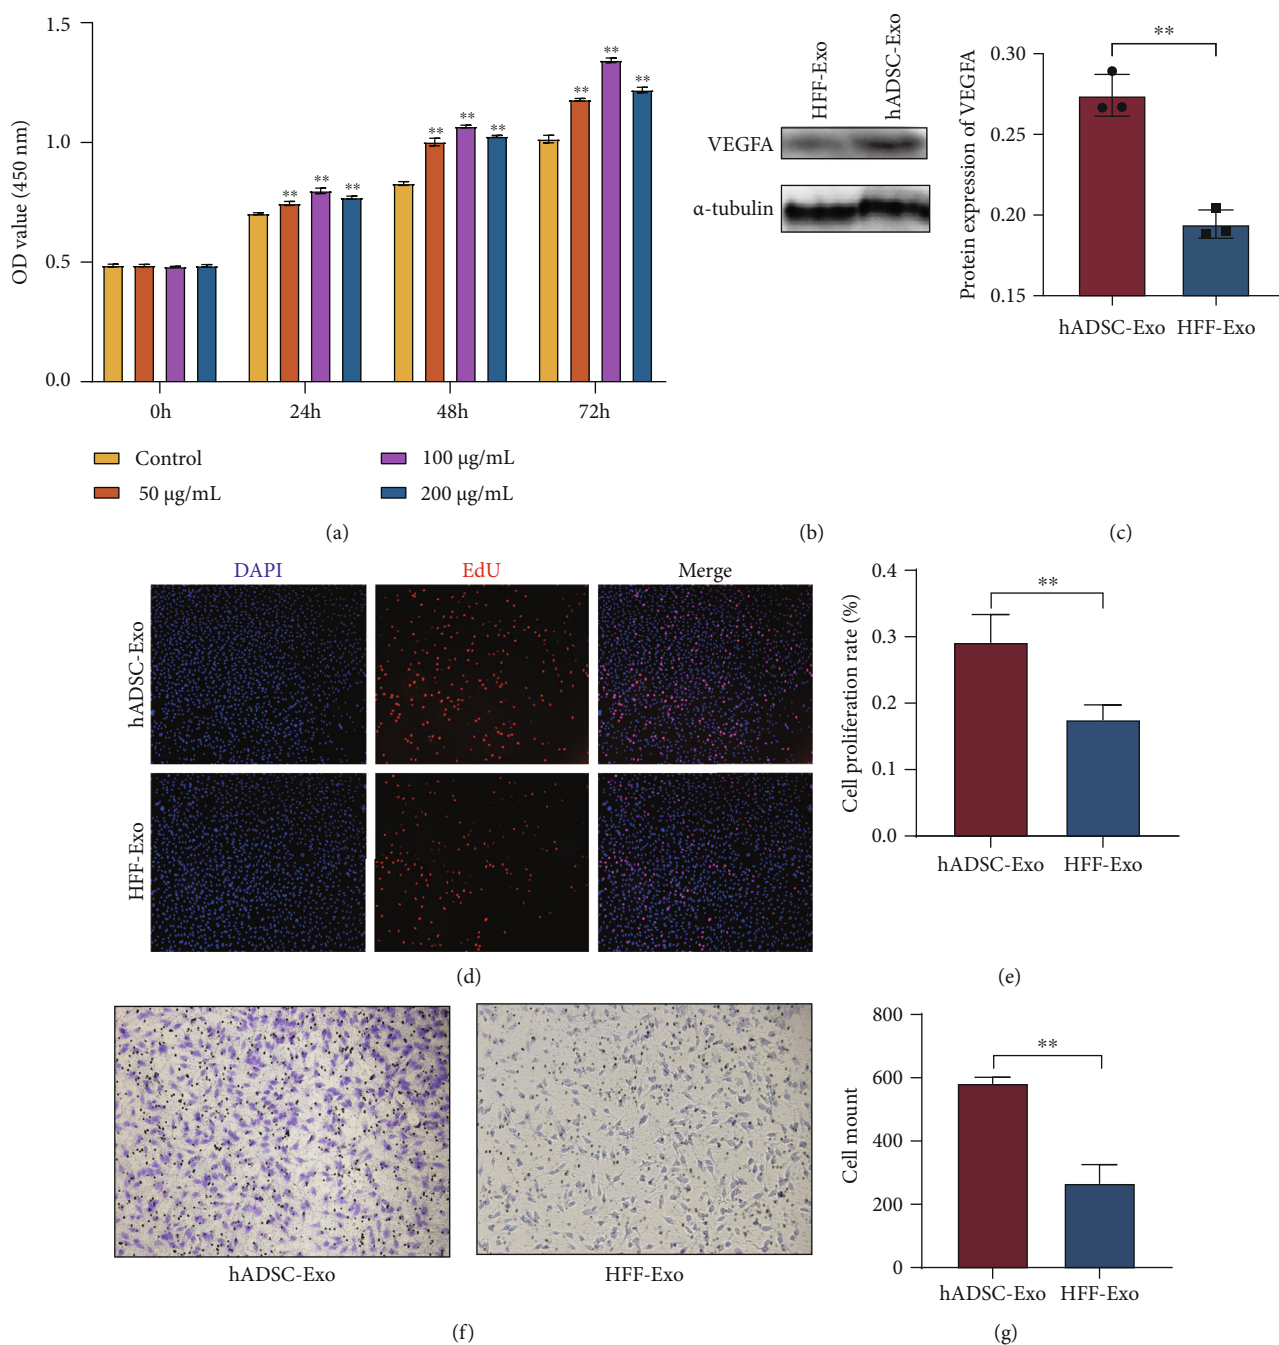 1.5
1.0
0.5
0.0
OD value (450 nm)
** ** **
** ** **
** ** **
0h 24h 48h 72h
Control
50 μg/mL
100 μg/mL
200 μg/mL
(a)
HFF-Exo
hADSC-Exo
VEGFA
α-tubulin
(b)
**
0.30
0.25
0.20
0.15
Protein expression of VEGFA
hADSC-Exo HFF-Exo
(c)
DAPI EdU Merge
hADSC-Exo
HFF-Exo
(d)
0.4
0.3
0.2
0.1
0.0
Cell proliferation rate (%)
**
hADSC-Exo HFF-Exo
(e)
hADSC-Exo HFF-Exo
(f)
800
600
400
200
0
Cell mount
**
hADSC-Exo HFF-Exo
(g)